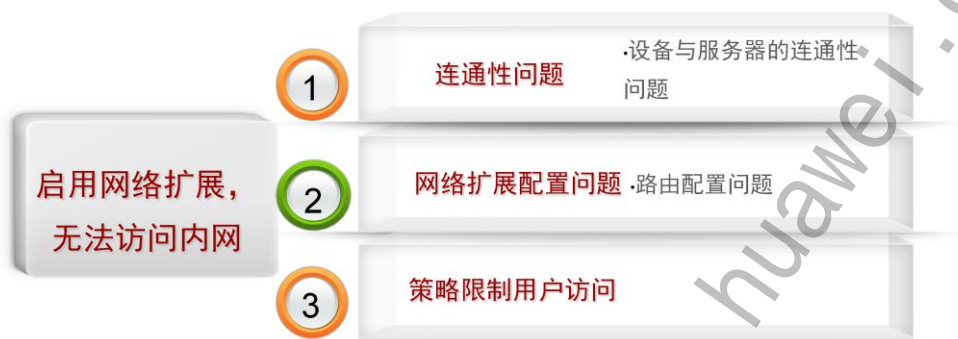 启用网络扩展，
无法访问内网
1
连通性问题
·设备与服务器的连通性
问题
2
网络扩展配置问题 ·路由配置问题
3
策略限制用户访问
huawei.